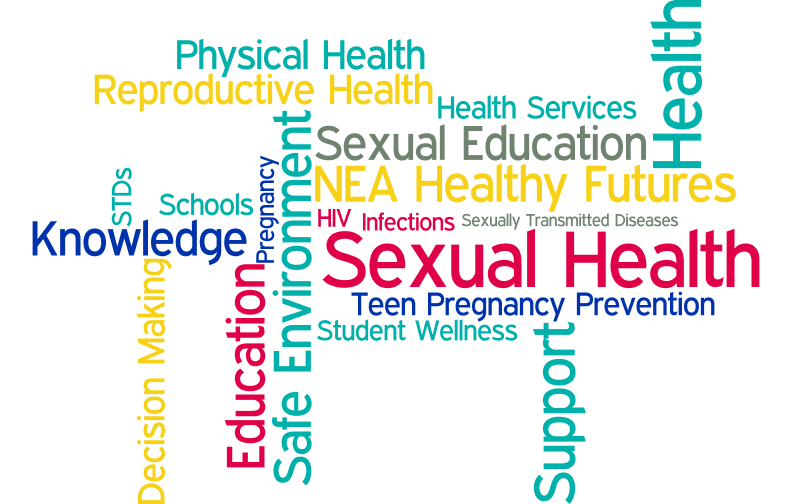 Physical Health
Reproductive Health
Health
Health Services
Sexual Education
Safe Environment
NEA Healthy Futures
STDs
Schools
Pregnancy
HIV
Infections
Sexually Transmitted Diseases
Knowledge
Sexual Health
Decision Making
Education
Teen Pregnancy Prevention
Student Wellness
Support